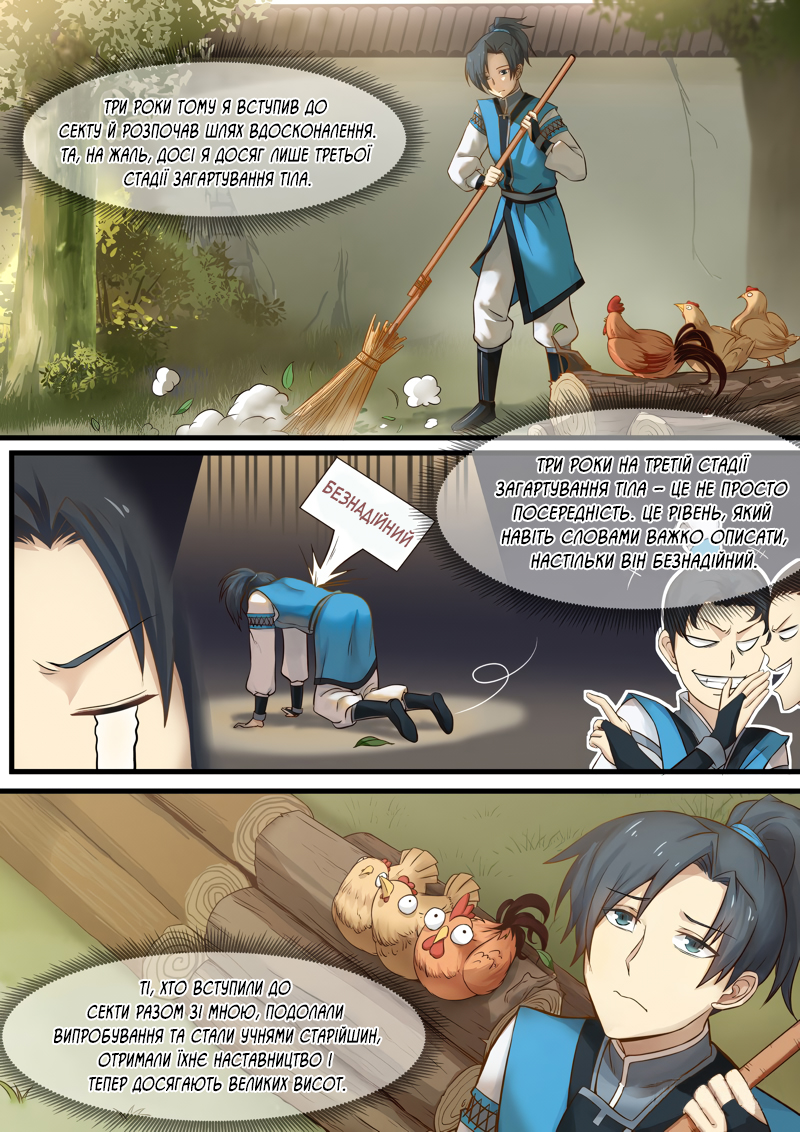 ТРИ РОКИ ТОМУ Я ВСТУПИВ ДО
СЕКТУ Й РОЗПОЧАВ ШЛЯХ ВДОСКОНАЛЕННЯ.
ТА, НА ЖАЛЬ, ДОСІ Я ДОСЯГ ЛИШЕ ТРЕТЬОЇ
СТАДІЇ ЗАГАРТУВАННЯ ТІЛА.
ТРИ РОКИ НА ТРЕТІЙ СТАДІЇ
ЗАГАРТУВАННЯ ТІЛА – ЦЕ НЕ ПРОСТО
ПОСЕРЕДНІСТЬ. ЦЕ РІВЕНЬ, ЯКИЙ
НАВІТЬ СЛОВАМИ ВАЖКО ОПИСАТИ,
НАСТІЛЬКИ ВІН БЕЗНАДІЙНИЙ.
БЕЗНАДІЙНИЙ
ТІ, ХТО ВСТУПИЛИ ДО
СЕКТИ РАЗОМ ЗІ МНОЮ, ПОДОЛАЛИ
ВИПРОБУВАННЯ ТА СТАЛИ УЧНЯМИ СТАРІЙШИН,
ОТРИМАЛИ ЇХНЄ НАСТАВНИЦТВО І
ТЕПЕР ДОСЯГАЮТЬ ВЕЛИКИХ ВИСОТ.